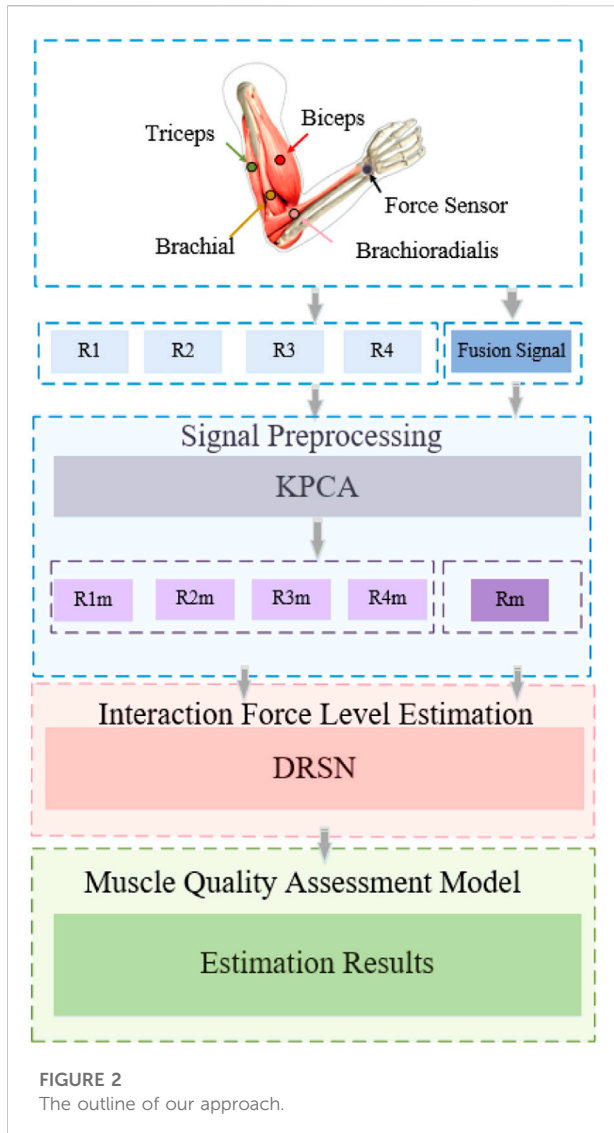 Triceps
Biceps
Force Sensor
Brachial
Brachioradialis
R1 R2 R3 R4 Fusion Signal
Signal Preprocessing
KPCA
R1m R2m R3m R4m Rm
Interaction Force Level Estimation
DRSN
Muscle Quality Assessment Model
Estimation Results
FIGURE 2
The outline of our approach.